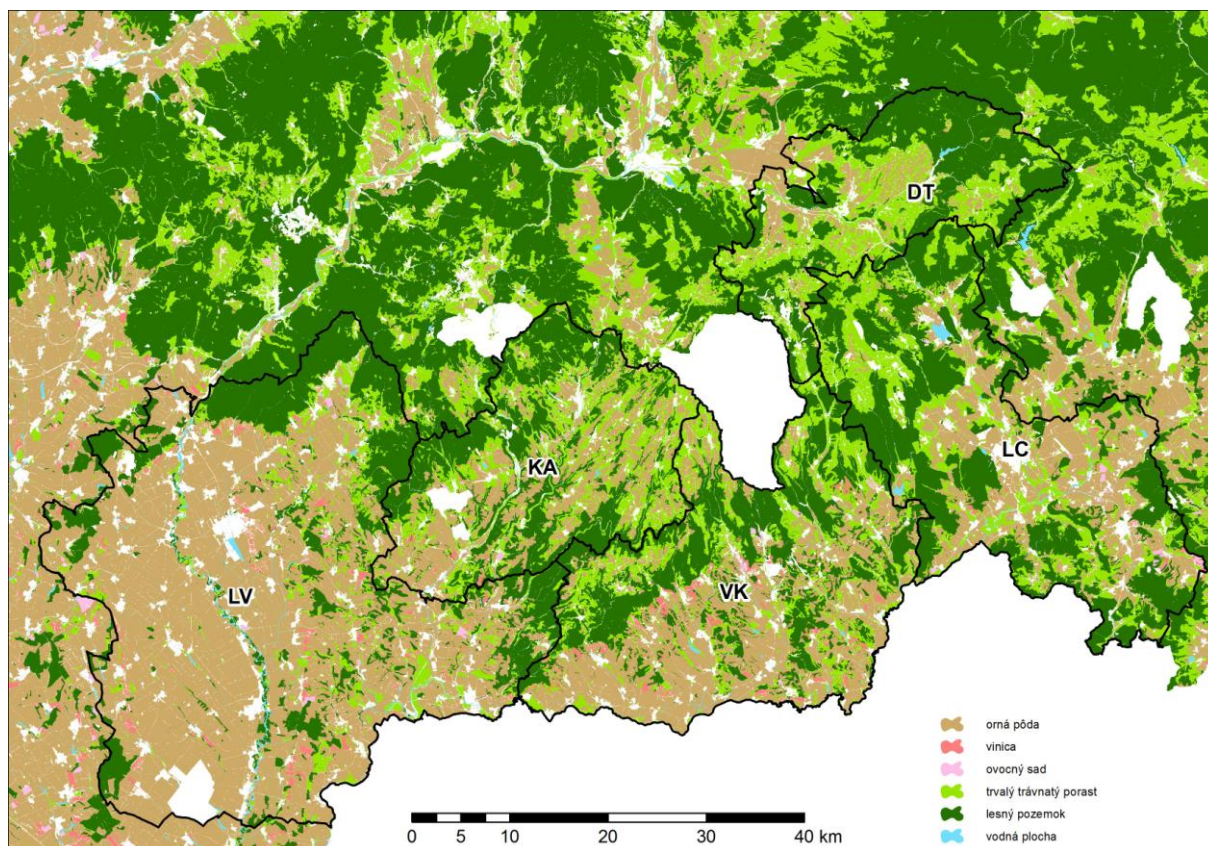 DT
LC
KA
LV
VK
orná pôda
vinica
ovocný sad
trvalý trávnatý porast
lesný pozemok
vodná plocha
0 5 10 20 30 40 km